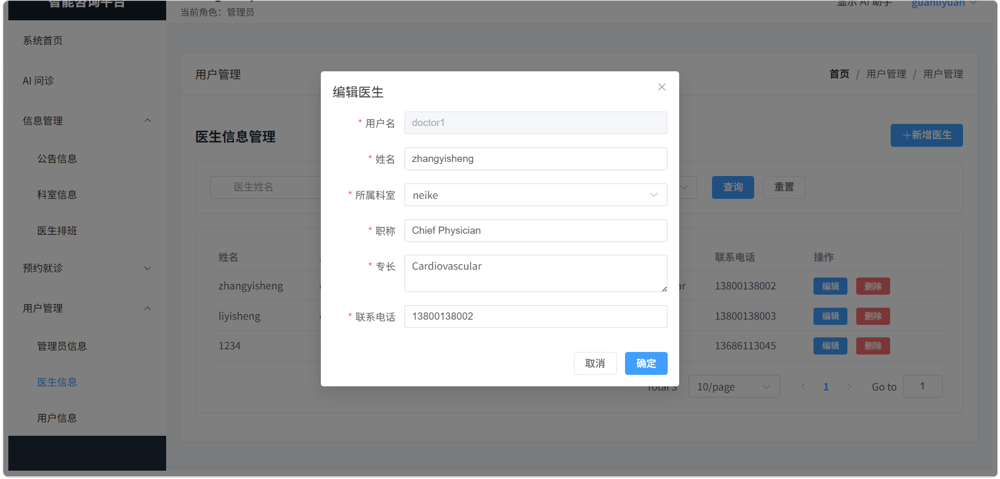 智能咨询平台
当前角色：管理员
显示 AI 助手
guanliyuan
系统首页
AI 问诊
信息管理
公告信息
科室信息
医生排班
预约就诊
用户管理
管理员信息
医生信息
用户信息
用户管理
首页 / 用户管理 / 用户管理
医生信息管理
+新增医生
医生姓名
查询
重置
姓名
联系电话
操作
zhangyisheng
13800138002
编辑
删除
liyisheng
13800138003
编辑
删除
1234
13686113045
编辑
删除
Total 3
10/page
1
Go to
1
编辑医生
* 用户名
doctor1
* 姓名
zhangyisheng
* 所属科室
neike
* 职称
Chief Physician
* 专长
Cardiovascular
* 联系电话
13800138002
取消
确定